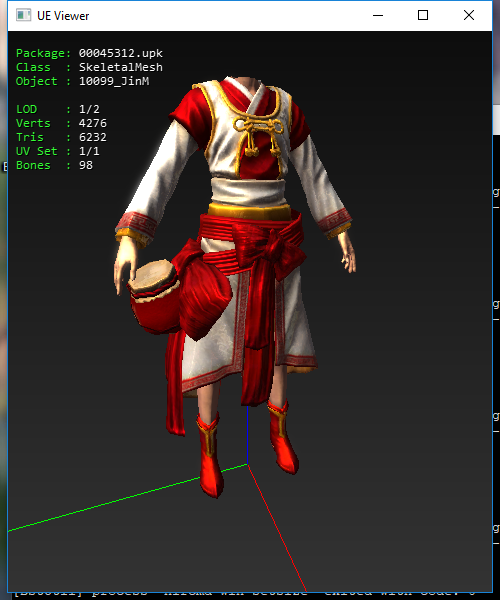 UE Viewer
Package: 00045312.upk
Class  : SkeletalMesh
Object : 10099_JinM
LOD    : 1/2
Verts  : 4276
Tris   : 6232
UV Set : 1/1
Bones  : 98